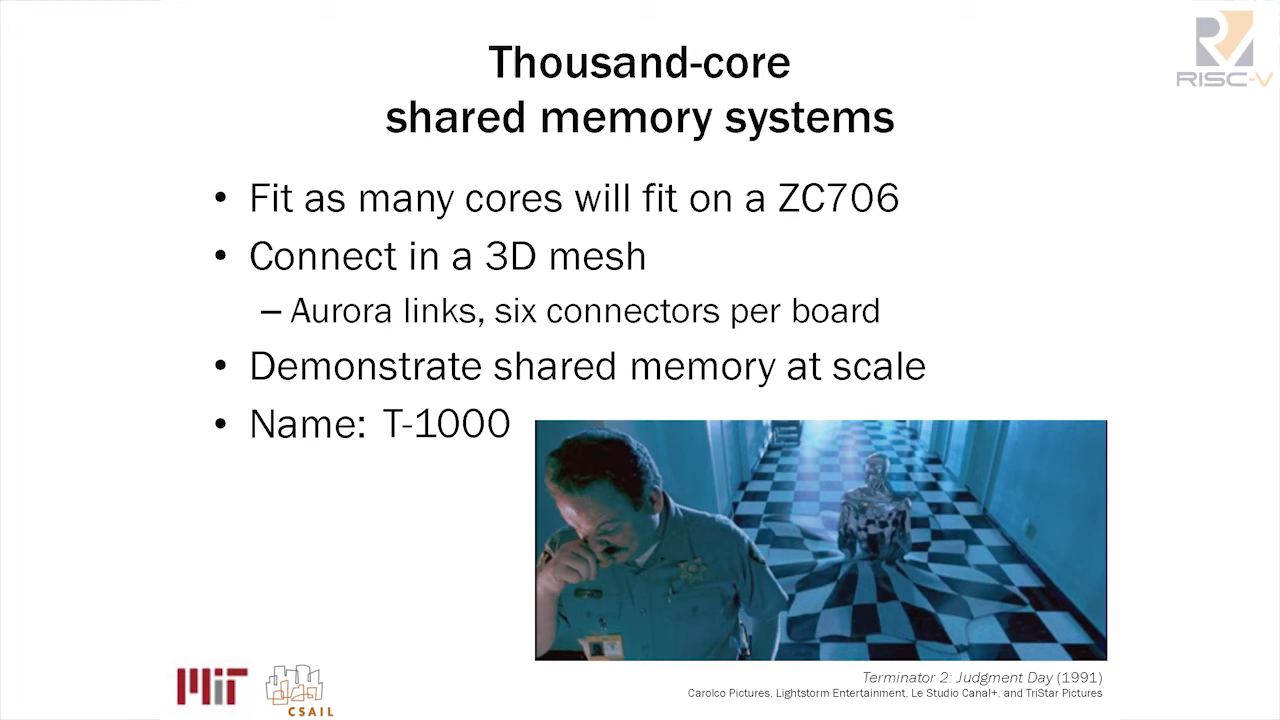 RISC-V
Thousand-core
shared memory systems
• Fit as many cores will fit on a ZC706
• Connect in a 3D mesh
– Aurora links, six connectors per board
• Demonstrate shared memory at scale
• Name: T-1000
Terminator 2: Judgment Day (1991)
Carolco Pictures, Lightstorm Entertainment, Le Studio Canal+, and TriStar Pictures
MIT
CSAIL